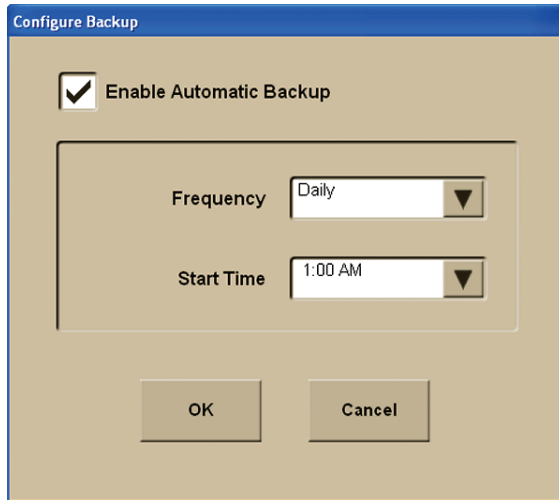 Configure Backup
Enable Automatic Backup
Frequency Daily
Start Time 1:00 AM
OK Cancel